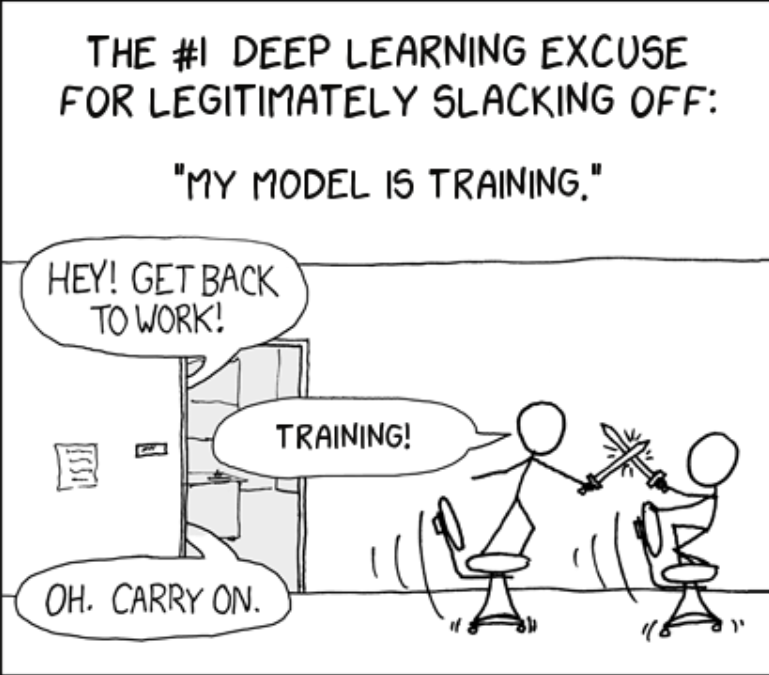 THE #1 DEEP LEARNING EXCUSE
FOR LEGITIMATELY SLACKING OFF:
"MY MODEL IS TRAINING."
HEY! GET BACK
TO WORK!
TRAINING!
OH. CARRY ON.